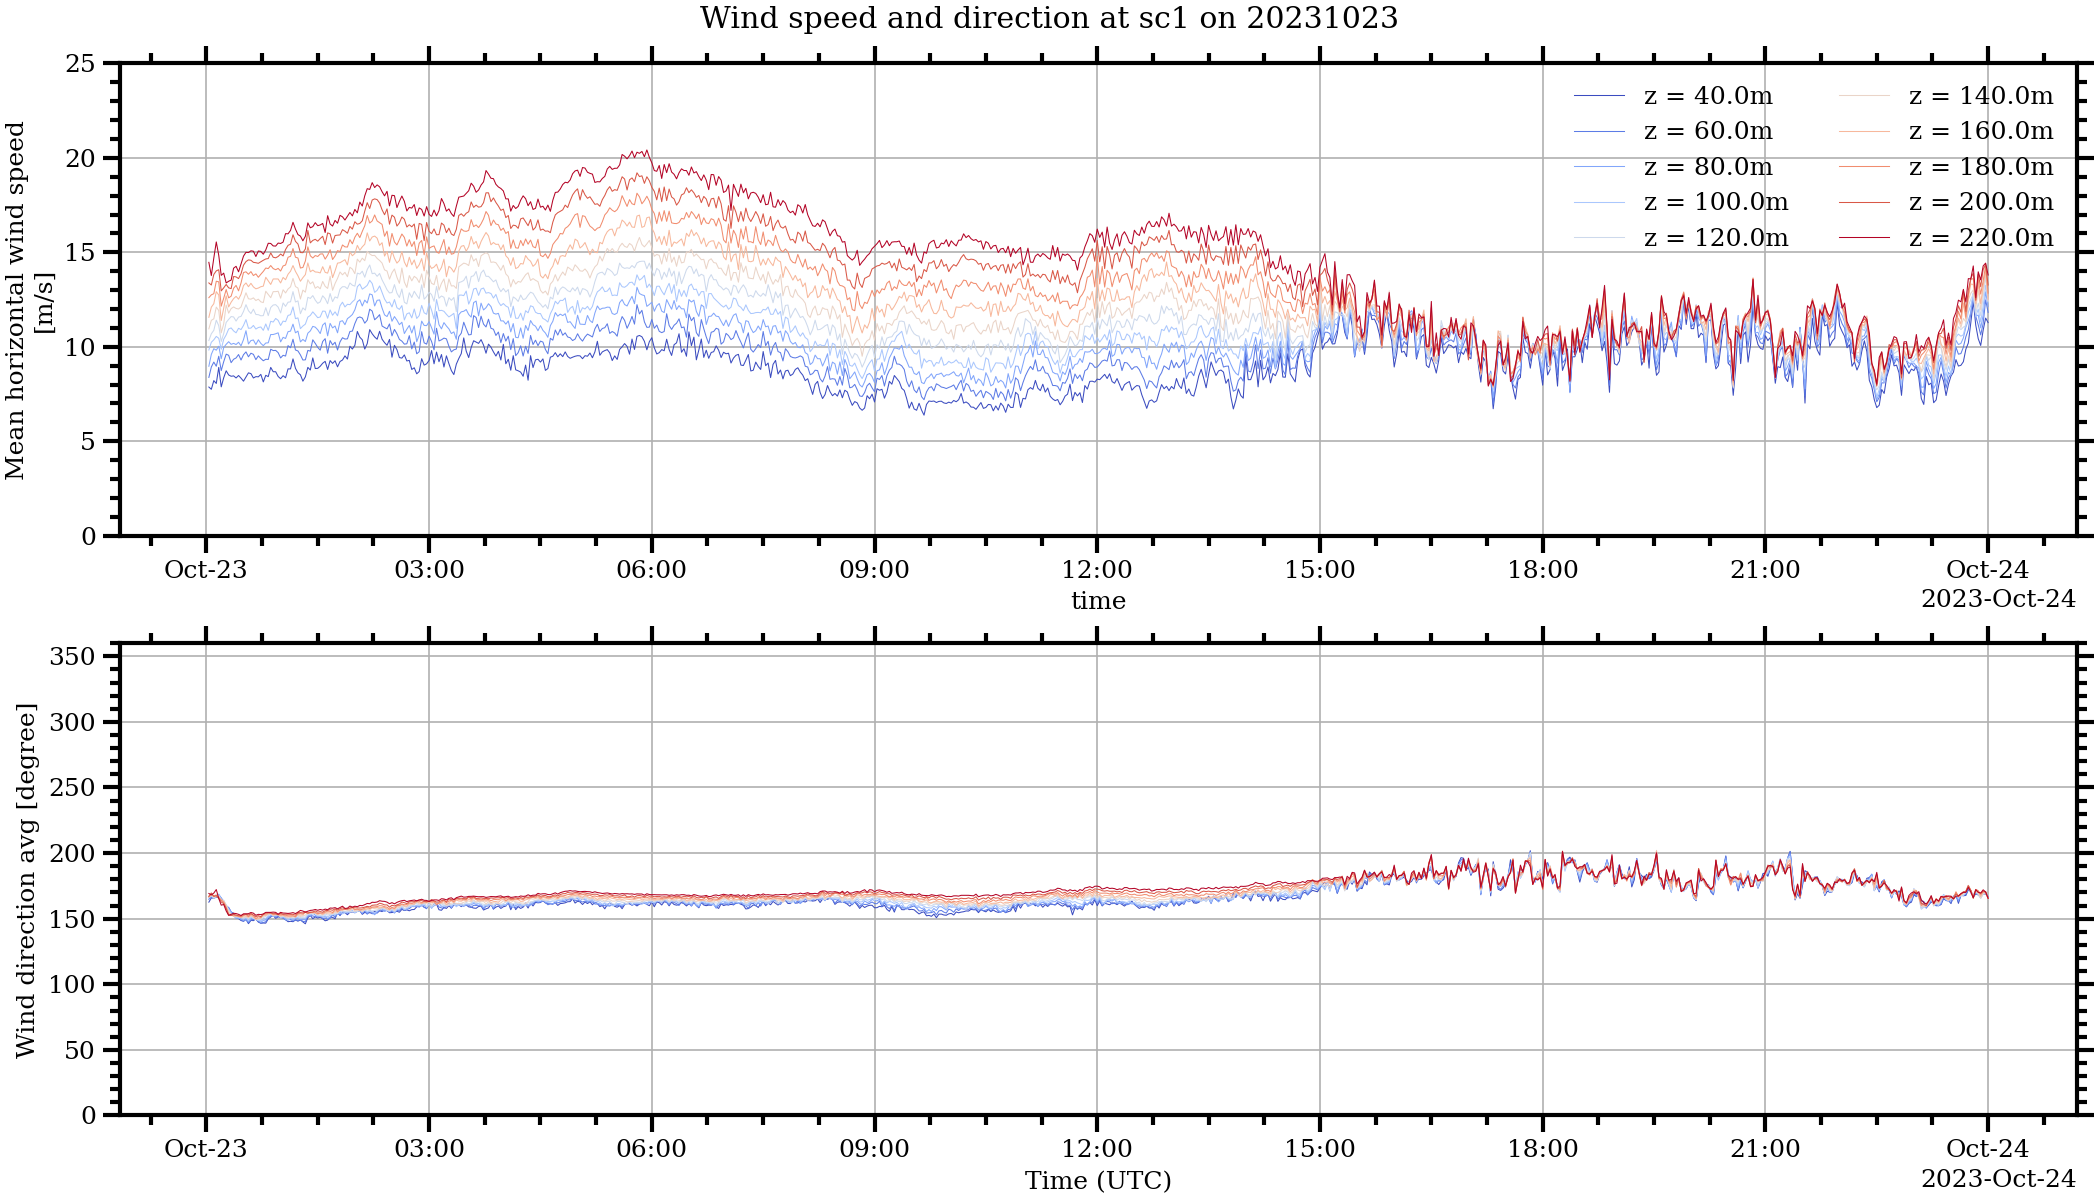 Wind speed and direction at sc1 on 20231023
Mean horizontal wind speed
[m/s]
25
20
15
10
5
0
z = 40.0m
z = 60.0m
z = 80.0m
z = 100.0m
z = 120.0m
z = 140.0m
z = 160.0m
z = 180.0m
z = 200.0m
z = 220.0m
Oct-23 03:00 06:00 09:00 12:00 15:00 18:00 21:00 Oct-24
time
2023-Oct-24
Wind direction avg [degree]
350
300
250
200
150
100
50
0
Oct-23 03:00 06:00 09:00 12:00 15:00 18:00 21:00 Oct-24
Time (UTC)
2023-Oct-24